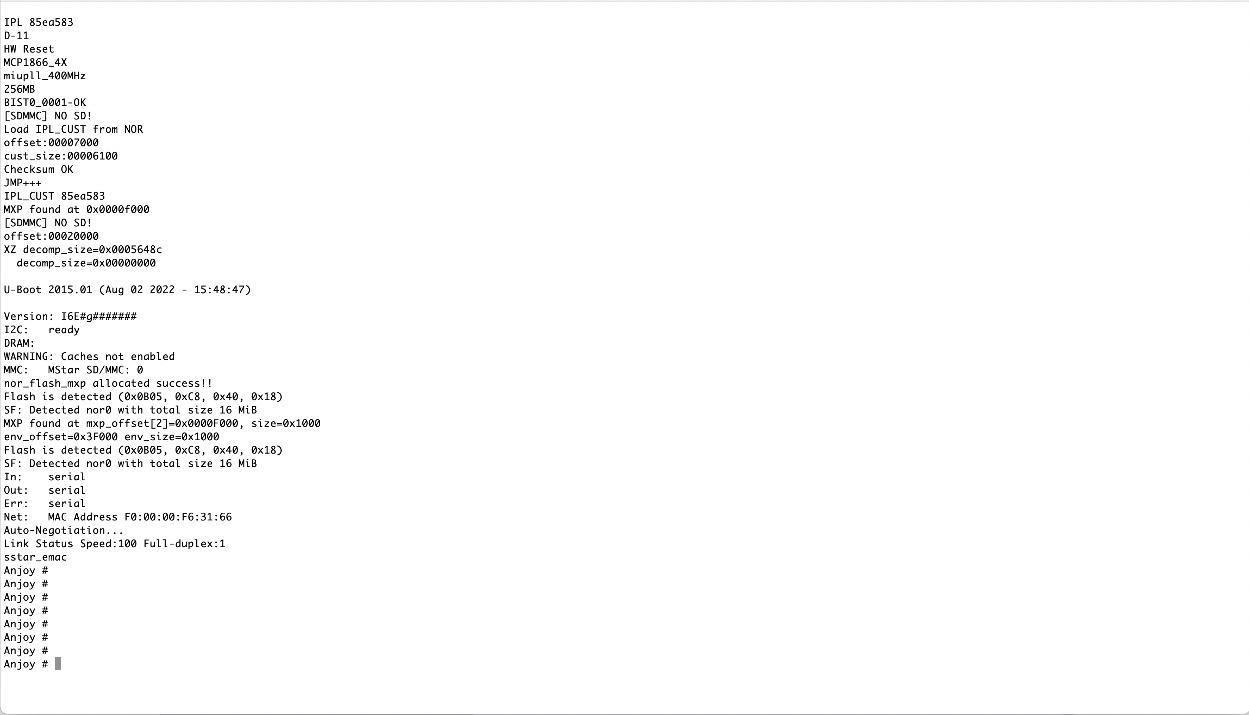 IPL 85ea583
D-11
HW Reset
MCP1866_4X
miupll_400MHz
256MB
BIST0_0001-OK
[SDMMC] NO SD!
Load IPL_CUST from NOR
offset:00007000
cust_size:00006100
Checksum OK
JMP+++
IPL_CUST 85ea583
MXP found at 0x0000f000
[SDMMC] NO SD!
offset:00020000
XZ decomp_size=0x0005648c
  decomp_size=0x00000000
U-Boot 2015.01 (Aug 02 2022 - 15:48:47)
Version: I6E#g#######
I2C:   ready
DRAM:
WARNING: Caches not enabled
MMC:   MStar SD/MMC: 0
nor_flash_mxp allocated success!!
Flash is detected (0x0B05, 0xC8, 0x40, 0x18)
SF: Detected nor0 with total size 16 MiB
MXP found at mxp_offset[2]=0x0000F000, size=0x1000
env_offset=0x3F000 env_size=0x1000
Flash is detected (0x0B05, 0xC8, 0x40, 0x18)
SF: Detected nor0 with total size 16 MiB
In:    serial
Out:   serial
Err:   serial
Net:   MAC Address F0:00:00:F6:31:66
Auto-Negotiation...
Link Status Speed:100 Full-duplex:1
sstar_emac
Anjoy #
Anjoy #
Anjoy #
Anjoy #
Anjoy #
Anjoy #
Anjoy #
Anjoy #